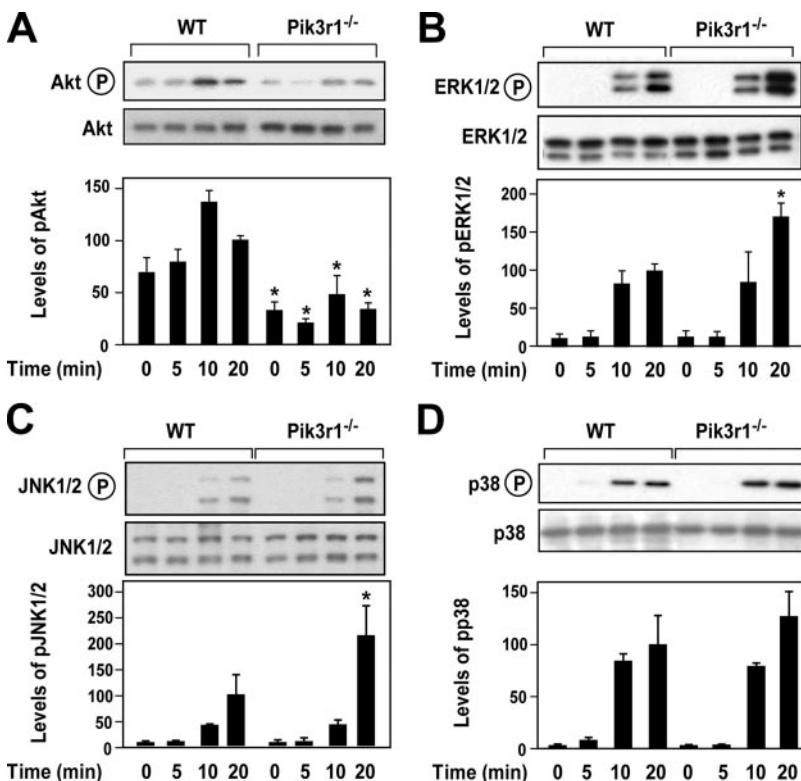 A
WT Pik3r1-/-
Akt P
Akt
Levels of pAkt
150
100
50
0
* * * *
Time (min) 0 5 10 20 0 5 10 20
B
WT Pik3r1-/-
ERK1/2 P
ERK1/2
Levels of pERK1/2
200
150
100
50
0
*
Time (min) 0 5 10 20 0 5 10 20
C
WT Pik3r1-/-
JNK1/2 P
JNK1/2
Levels of pJNK1/2
300
250
200
150
100
50
0
*
Time (min) 0 5 10 20 0 5 10 20
D
WT Pik3r1-/-
p38 P
p38
Levels of pp38
150
100
50
0
Time (min) 0 5 10 20 0 5 10 20